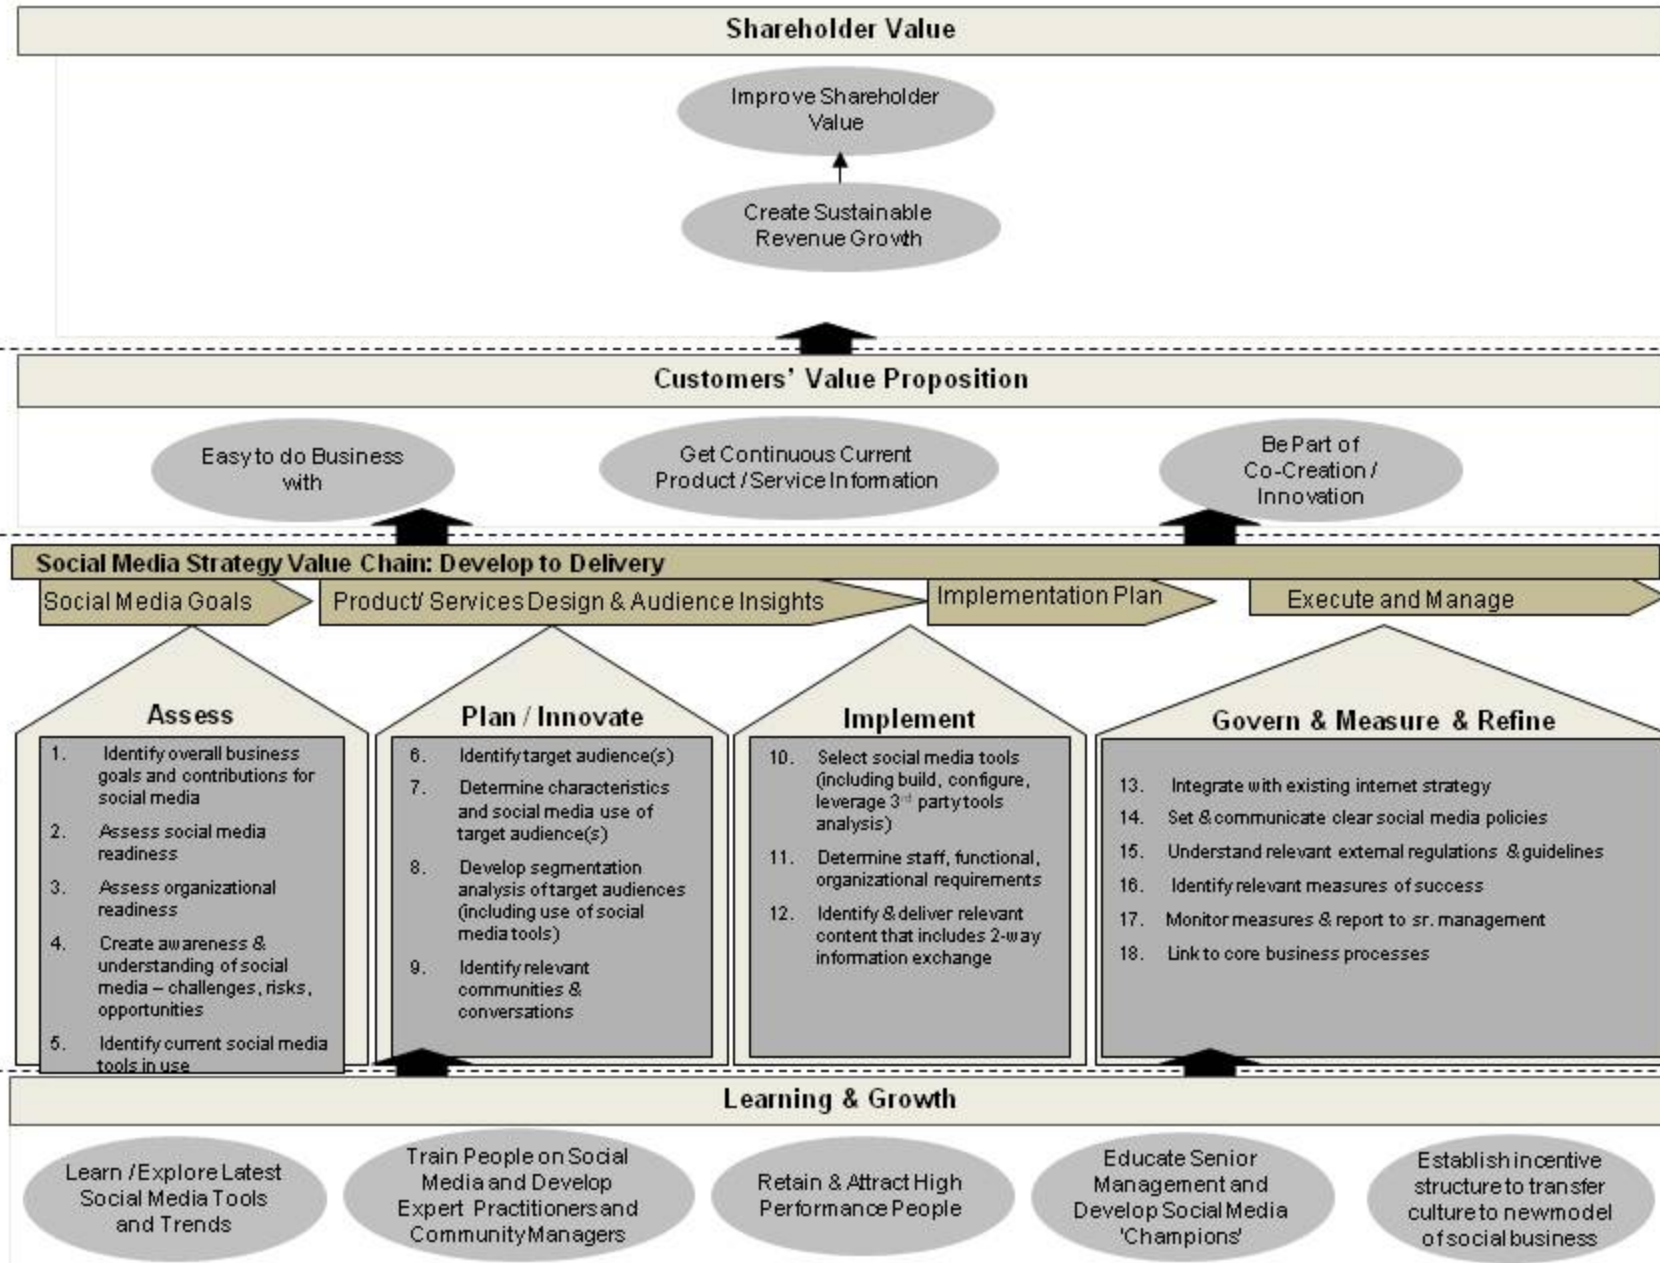 Shareholder Value
Improve Shareholder
Value
Create Sustainable
Revenue Growth
Customers' Value Proposition
Easy to do Business
with
Get Continuous Current
Product / Service Information
Be Part of
Co-Creation /
Innovation
Social Media Strategy Value Chain: Develop to Delivery
Social Media Goals
Product/ Services Design & Audience Insights
Implementation Plan
Execute and Manage
Assess
1. Identify overall business
goals and contributions for
social media
2. Assess social media
readiness
3. Assess organizational
readiness
4. Create awareness &
understanding of social
media – challenges, risks,
opportunities
5. Identify current social media
tools in use
Plan / Innovate
6. Identify target audience(s)
7. Determine characteristics
and social media use of
target audience(s)
8. Develop segmentation
analysis of target audiences
(including use of social
media tools)
9. Identify relevant
communities &
conversations
Implement
10. Select social media tools
(including build, configure,
leverage 3rd party tools
analysis)
11. Determine staff, functional,
organizational requirements
12. Identify & deliver relevant
content that includes 2-way
information exchange
Govern & Measure & Refine
13. Integrate with existing internet strategy
14. Set & communicate clear social media policies
15. Understand relevant external regulations & guidelines
16. Identify relevant measures of success
17. Monitor measures & report to sr. management
18. Link to core business processes
Learning & Growth
Learn / Explore Latest
Social Media Tools
and Trends
Train People on Social
Media and Develop
Expert Practitioners and
Community Managers
Retain & Attract High
Performance People
Educate Senior
Management and
Develop Social Media
'Champions'
Establish incentive
structure to transfer
culture to new model
of social business